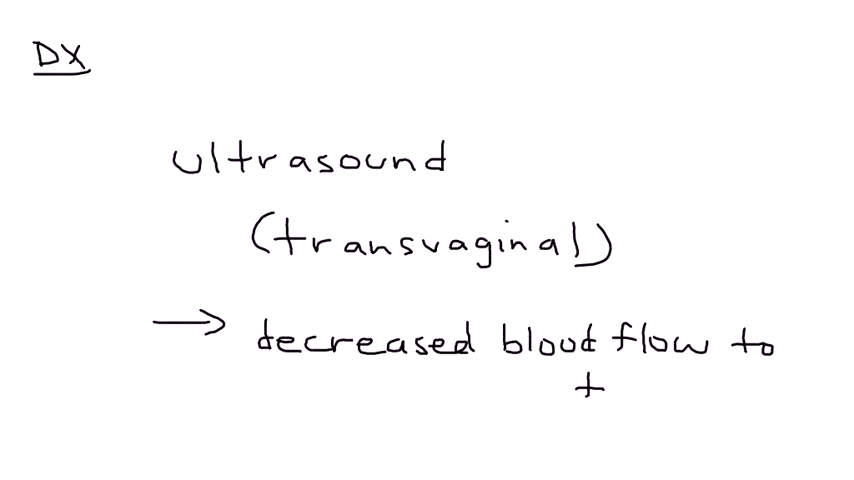 DX
ultrasound
(transvaginal)
→ decreased blood flow to
t